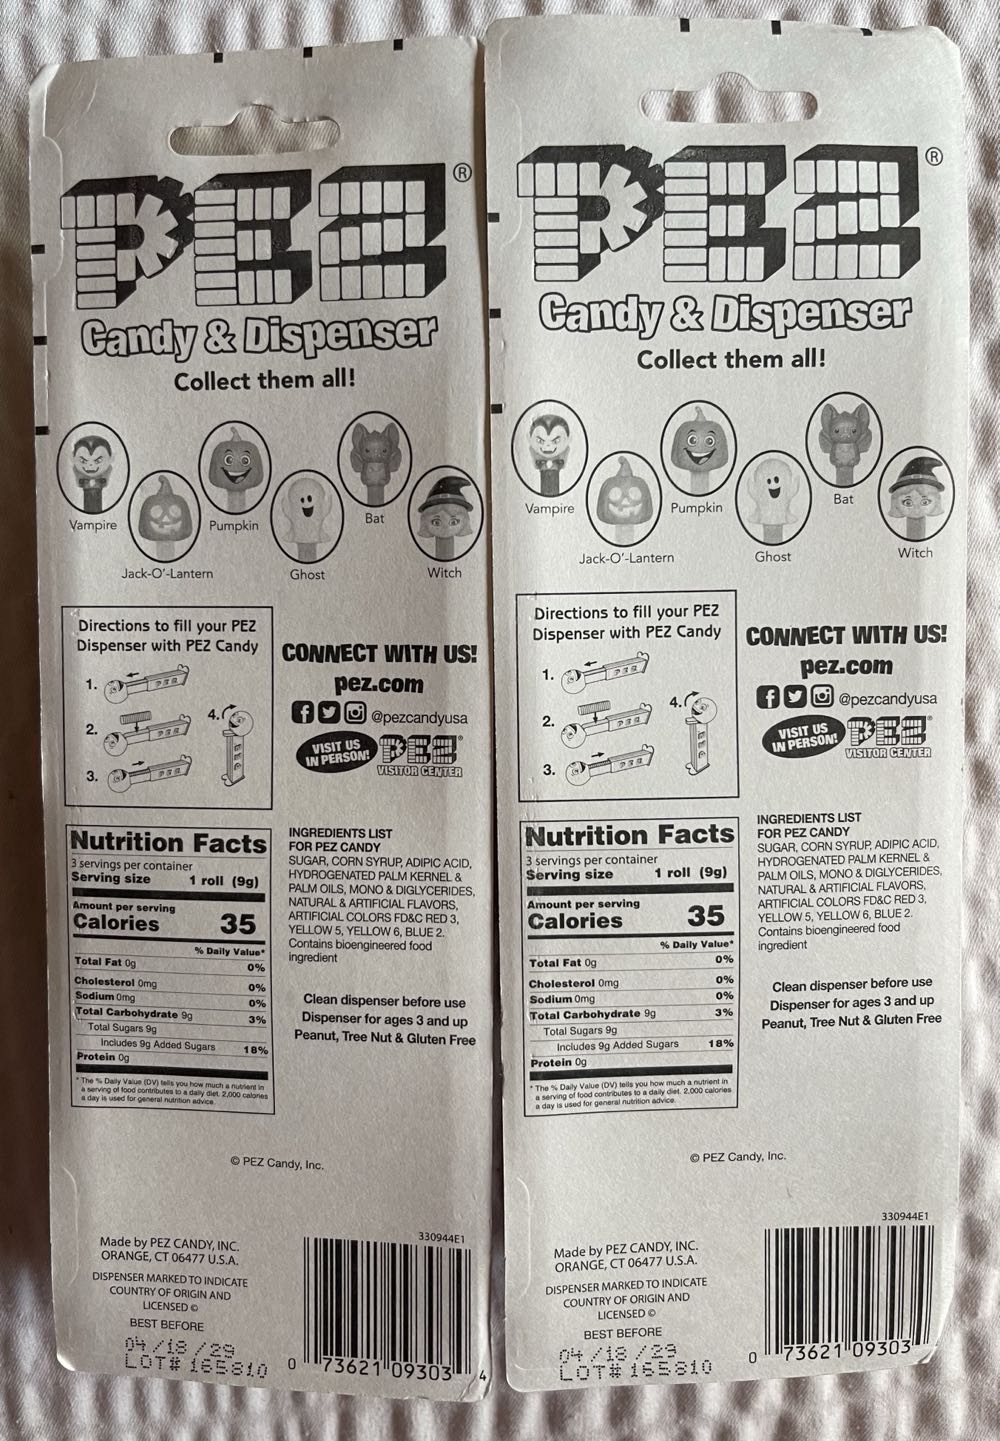 PEZ®
Candy & Dispenser
Collect them all!
Vampire
Jack-O'-Lantern
Pumpkin
Ghost
Bat
Witch
Directions to fill your PEZ
Dispenser with PEZ Candy
1.
2.
3.
4.
CONNECT WITH US!
pez.com
@pezcandyusa
VISIT US
IN PERSON!
PEZ®
VISITOR CENTER
Nutrition Facts
3 servings per container
Serving size 1 roll (9g)
Amount per serving
Calories 35
% Daily Value*
Total Fat 0g 0%
Cholesterol 0mg 0%
Sodium 0mg 0%
Total Carbohydrate 9g 3%
Total Sugars 9g
Includes 9g Added Sugars 18%
Protein 0g
* The % Daily Value (DV) tells you how much a nutrient in
a serving of food contributes to a daily diet. 2,000 calories
a day is used for general nutrition advice.
INGREDIENTS LIST
FOR PEZ CANDY
SUGAR, CORN SYRUP, ADIPIC ACID,
HYDROGENATED PALM KERNEL &
PALM OILS, MONO & DIGLYCERIDES,
NATURAL & ARTIFICIAL FLAVORS,
ARTIFICIAL COLORS FD&C RED 3,
YELLOW 5, YELLOW 6, BLUE 2.
Contains bioengineered food
ingredient
Clean dispenser before use
Dispenser for ages 3 and up
Peanut, Tree Nut & Gluten Free
© PEZ Candy, Inc.
Made by PEZ CANDY, INC.
ORANGE, CT 06477 U.S.A.
DISPENSER MARKED TO INDICATE
COUNTRY OF ORIGIN AND
LICENSED ©
BEST BEFORE
04/18/29
LOT# 165810
330944E1
0 73621 09303 4
PEZ®
Candy & Dispenser
Collect them all!
Vampire
Jack-O'-Lantern
Pumpkin
Ghost
Bat
Witch
Directions to fill your PEZ
Dispenser with PEZ Candy
1.
2.
3.
4.
CONNECT WITH US!
pez.com
@pezcandyusa
VISIT US
IN PERSON!
PEZ®
VISITOR CENTER
Nutrition Facts
3 servings per container
Serving size 1 roll (9g)
Amount per serving
Calories 35
% Daily Value*
Total Fat 0g 0%
Cholesterol 0mg 0%
Sodium 0mg 0%
Total Carbohydrate 9g 3%
Total Sugars 9g
Includes 9g Added Sugars 18%
Protein 0g
* The % Daily Value (DV) tells you how much a nutrient in
a serving of food contributes to a daily diet. 2,000 calories
a day is used for general nutrition advice.
INGREDIENTS LIST
FOR PEZ CANDY
SUGAR, CORN SYRUP, ADIPIC ACID,
HYDROGENATED PALM KERNEL &
PALM OILS, MONO & DIGLYCERIDES,
NATURAL & ARTIFICIAL FLAVORS,
ARTIFICIAL COLORS FD&C RED 3,
YELLOW 5, YELLOW 6, BLUE 2.
Contains bioengineered food
ingredient
Clean dispenser before use
Dispenser for ages 3 and up
Peanut, Tree Nut & Gluten Free
© PEZ Candy, Inc.
Made by PEZ CANDY, INC.
ORANGE, CT 06477 U.S.A.
DISPENSER MARKED TO INDICATE
COUNTRY OF ORIGIN AND
LICENSED ©
BEST BEFORE
04/18/29
LOT# 165810
330944E1
0 73621 09303